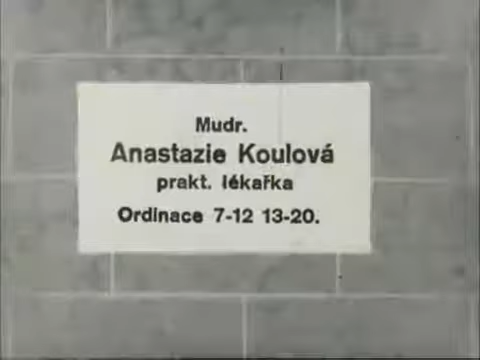 Mudr.
Anastazie Koulová
prakt. lékařka
Ordinace 7-12 13-20.